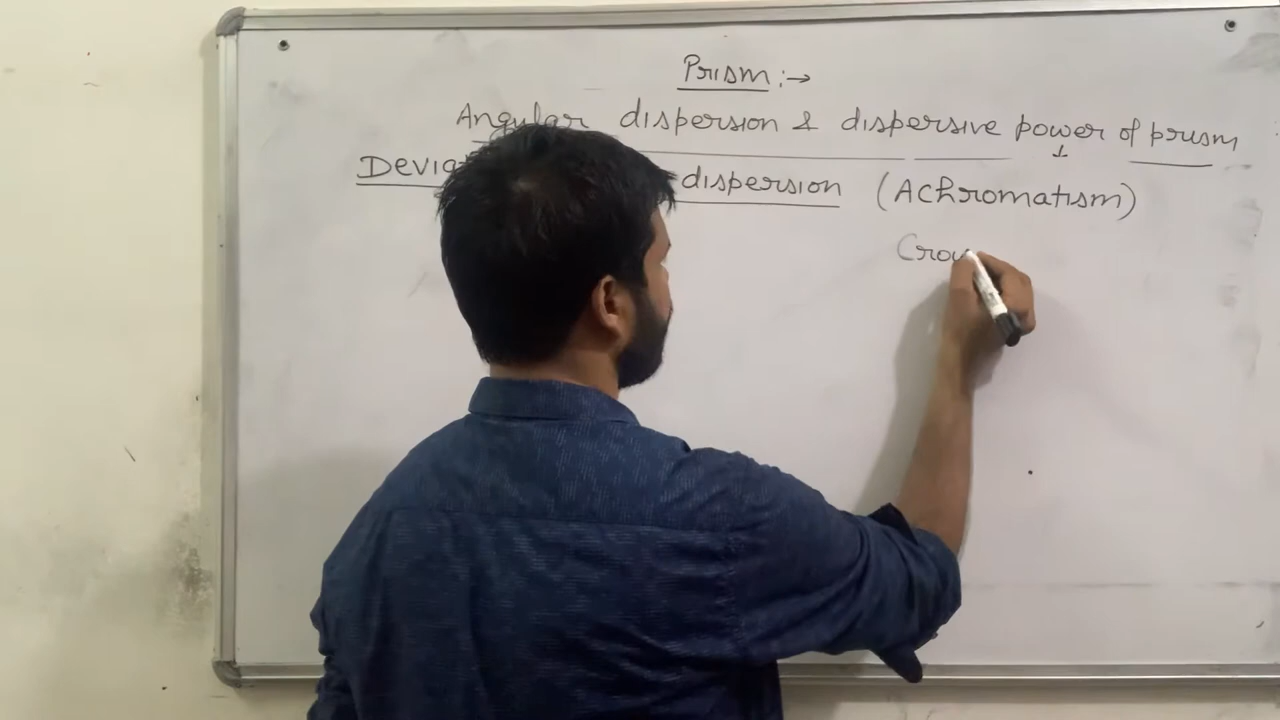 Prism :→
Angular dispersion & dispersive power of prism
dispersion (Achromatism)